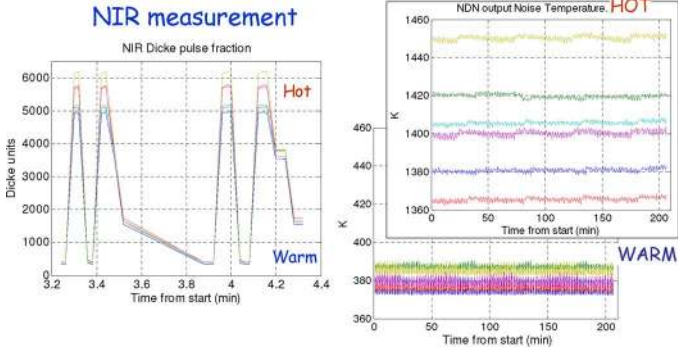 NIR measurement
NIR Dicke pulse fraction
6000
5000
4000
3000
2000
1000
0
Dicke units
Hot
Warm
3.2 3.4 3.6 3.8 4 4.2 4.4
Time from start (min)
NDN output Noise Temperature.
HOT
1460
1440
1420
1400
1380
1360
K
0 50 100 150 200
Time from start (min)
460
440
420
400
380
360
K
WARM
0 50 100 150 200
Time from start (min)